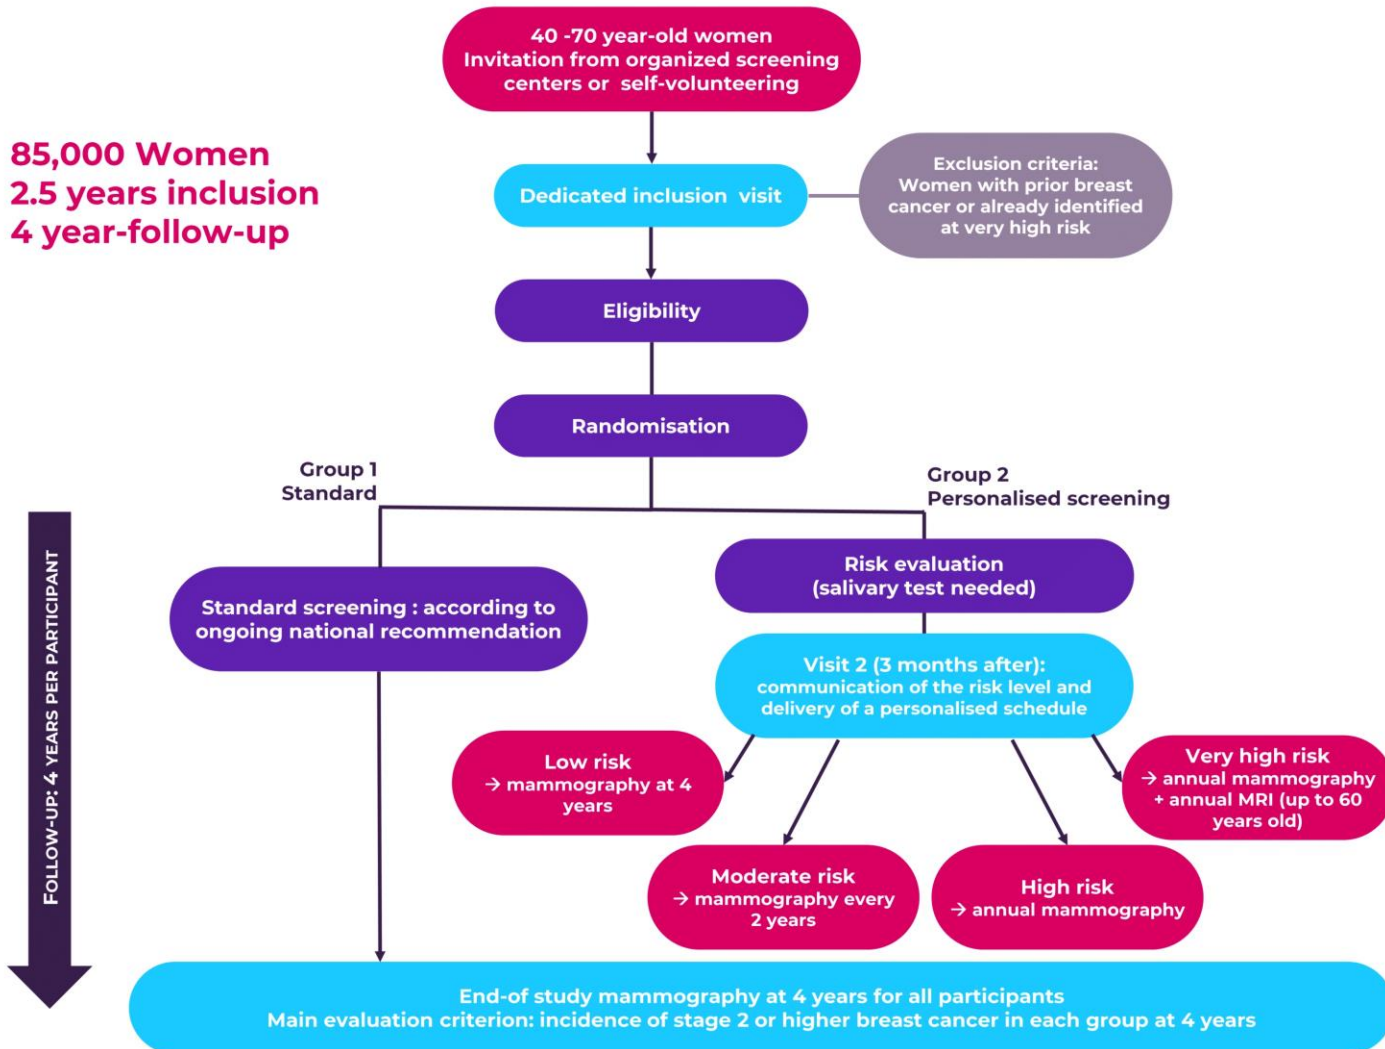 40 -70 year-old women
Invitation from organized screening
centers or self-volunteering
85,000 Women
2.5 years inclusion
4 year-follow-up
Dedicated inclusion visit
Exclusion criteria:
Women with prior breast
cancer or already identified
at very high risk
Eligibility
Randomisation
Group 1
Standard
Group 2
Personalised screening
FOLLOW-UP: 4 YEARS PER PARTICIPANT
Standard screening : according to
ongoing national recommendation
Risk evaluation
(salivary test needed)
Visit 2 (3 months after):
communication of the risk level and
delivery of a personalised schedule
Low risk
→ mammography at 4
years
Moderate risk
→ mammography every
2 years
High risk
→ annual mammography
Very high risk
→ annual mammography
+ annual MRI (up to 60
years old)
End-of study mammography at 4 years for all participants
Main evaluation criterion: incidence of stage 2 or higher breast cancer in each group at 4 years